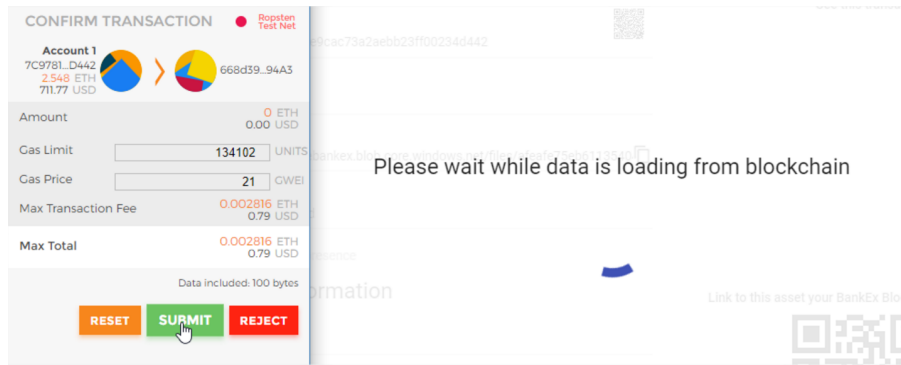 CONFIRM TRANSACTION
Ropsten
Test Net
Account 1
7C9781...D442
2.548 ETH
711.77 USD
668d39...94A3
Amount
0 ETH
0.00 USD
Gas Limit
134102 UNITS
Gas Price
21 GWEI
Max Transaction Fee
0.002816 ETH
0.79 USD
Max Total
0.002816 ETH
0.79 USD
Data included: 100 bytes
RESET
SUBMIT
REJECT
e9cac73a2aebb23ff00234d442
Please wait while data is loading from blockchain
ormation
Link to this asset your BankEx Blo